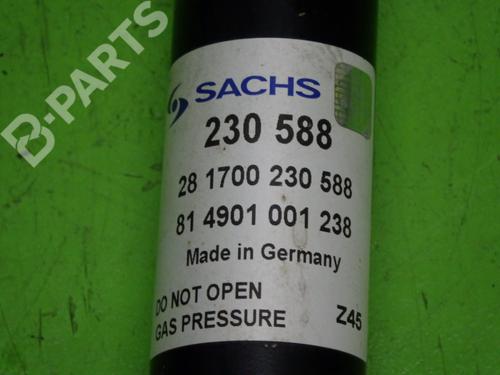 B-PARTS
SACHS
230 588
28 1700 230 588
81 4901 001 238
Made in Germany
DO NOT OPEN
GAS PRESSURE Z45